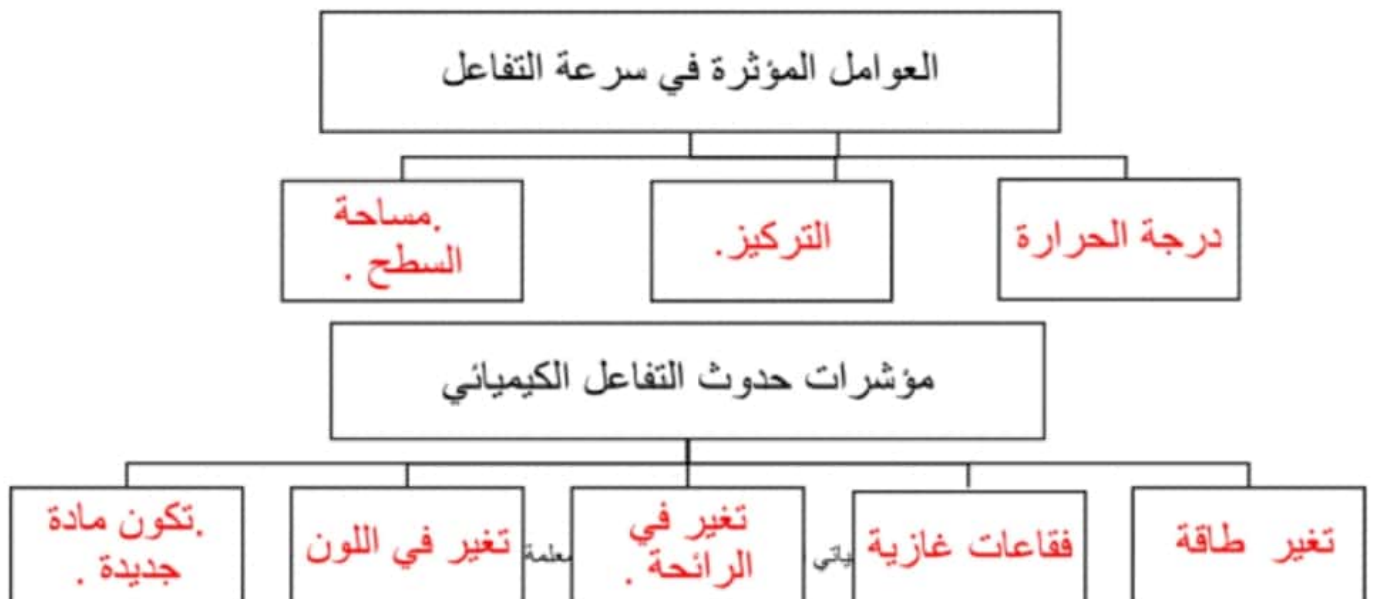 العوامل المؤثرة في سرعة التفاعل
درجة الحرارة
التركيز.
.مساحة
السطح .
مؤشرات حدوث التفاعل الكيميائي
تغير طاقة
فقاعات غازية
تغير في
الرائحة .
معلمة
تغير في اللون
.تكون مادة
جديدة .